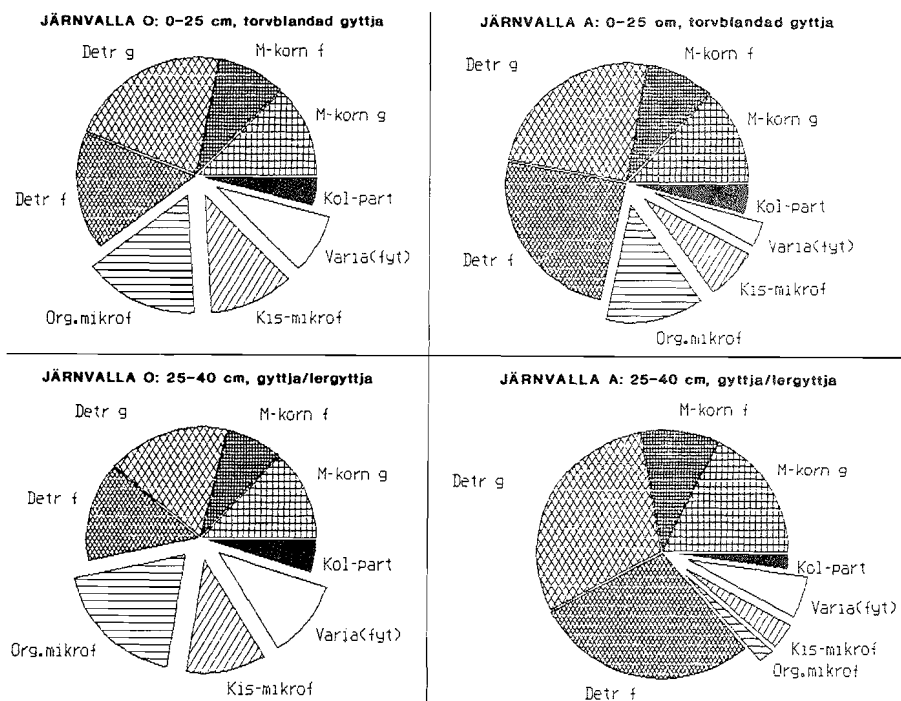 JÄRNVALLA O: 0-25 cm, torvblandad gyttja
M-korn f
Detr g
M-korn g
Kol-part
Detr f
Varia(fyt)
Org.mikrof
Kis-mikrof
JÄRNVALLA A: 0-25 om, torvblandad gyttja
M-korn f
Detr g
M-korn g
Kol-part
Varia(fyt)
Detr f
Kis-mikrof
Org.mikrof
JÄRNVALLA O: 25-40 cm, gyttja/lergyttja
Detr g
M-korn f
M-korn g
Detr f
Kol-part
Varia(fyt)
Org.mikrof
Kis-mikrof
JÄRNVALLA A: 25-40 cm, gyttja/lergyttja
M-korn f
M-korn g
Detr g
Kol-part
Varia(fyt)
Kis-mikrof
Org.mikrof
Detr f